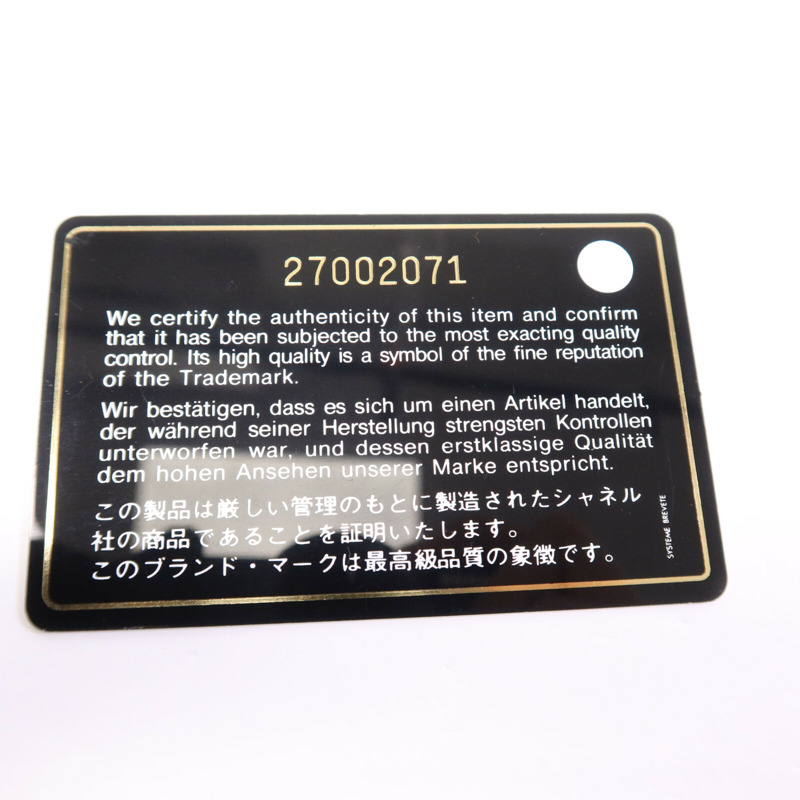 27002071
We certify the authenticity of this item and confirm
that it has been subjected to the most exacting quality
control. Its high quality is a symbol of the fine reputation
of the Trademark.
Wir bestätigen, dass es sich um einen Artikel handelt,
der während seiner Herstellung strengsten Kontrollen
unterworfen war, und dessen erstklassige Qualität
dem hohen Ansehen unserer Marke entspricht.
この製品は厳しい管理のもとに製造されたシャネル
社の商品であることを証明いたします。
このブランド・マークは最高級品質の象徴です。
SYSTEME BREVETE